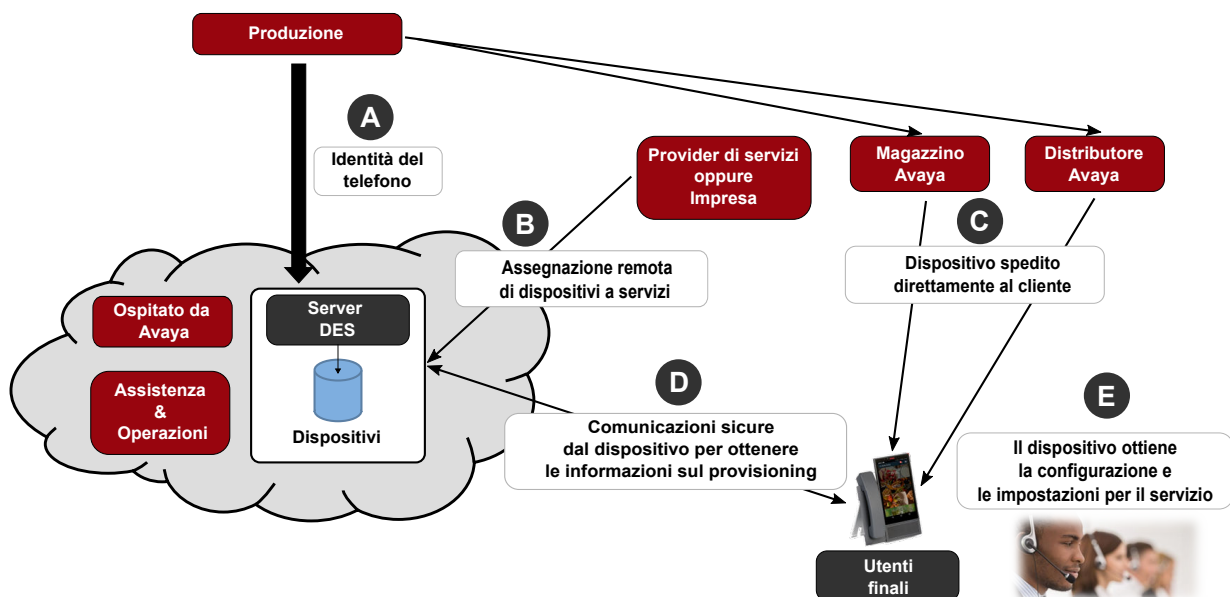 Produzione
A
Identità del
telefono
Provider di servizi
oppure
Impresa
Magazzino
Avaya
Distributore
Avaya
B
Assegnazione remota
di dispositivi a servizi
C
Dispositivo spedito
direttamente al cliente
Ospitato da
Avaya
Server
DES
Assistenza
&
Operazioni
Dispositivi
D
Comunicazioni sicure
dal dispositivo per ottenere
le informazioni sul provisioning
E
Il dispositivo ottiene
la configurazione e
le impostazioni per il servizio
Utenti
finali